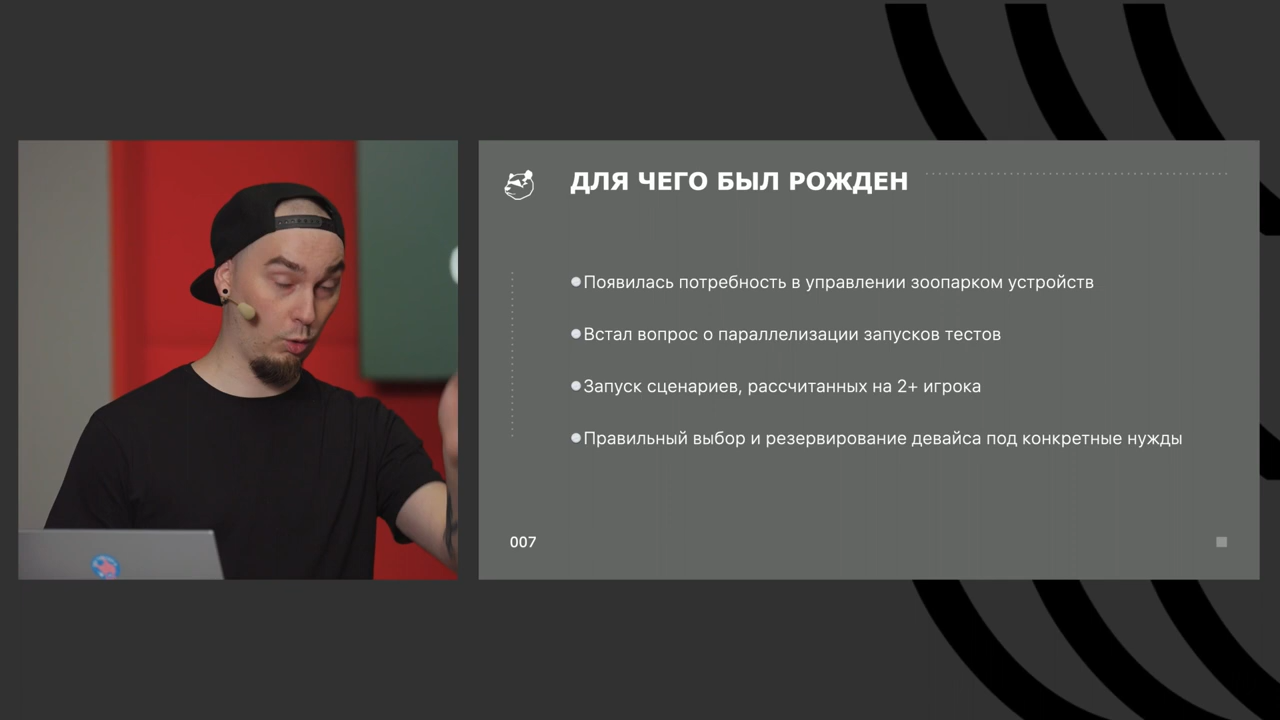 ДЛЯ ЧЕГО БЫЛ РОЖДЕН
Появилась потребность в управлении зоопарком устройств
Встал вопрос о параллелизации запусков тестов
Запуск сценариев, рассчитанных на 2+ игрока
Правильный выбор и резервирование девайса под конкретные нужды
007